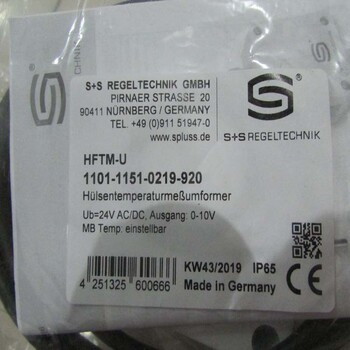 S+S REGELTECHNIK GMBH
PIRNAER STRASSE 20
90411 NÜRNBERG / GERMANY
TEL. +49 (0)911 51947-0
www.spluss.de
S+S REGELTECHNIK
HFTM-U
1101-1151-0219-920
Hülsentemperaturmeßumformer
Ub=24V AC/DC, Ausgang 0-10V
MB Temp. einstellbar
KW43/2019 IP65
Made in Germany
4 251325 600666